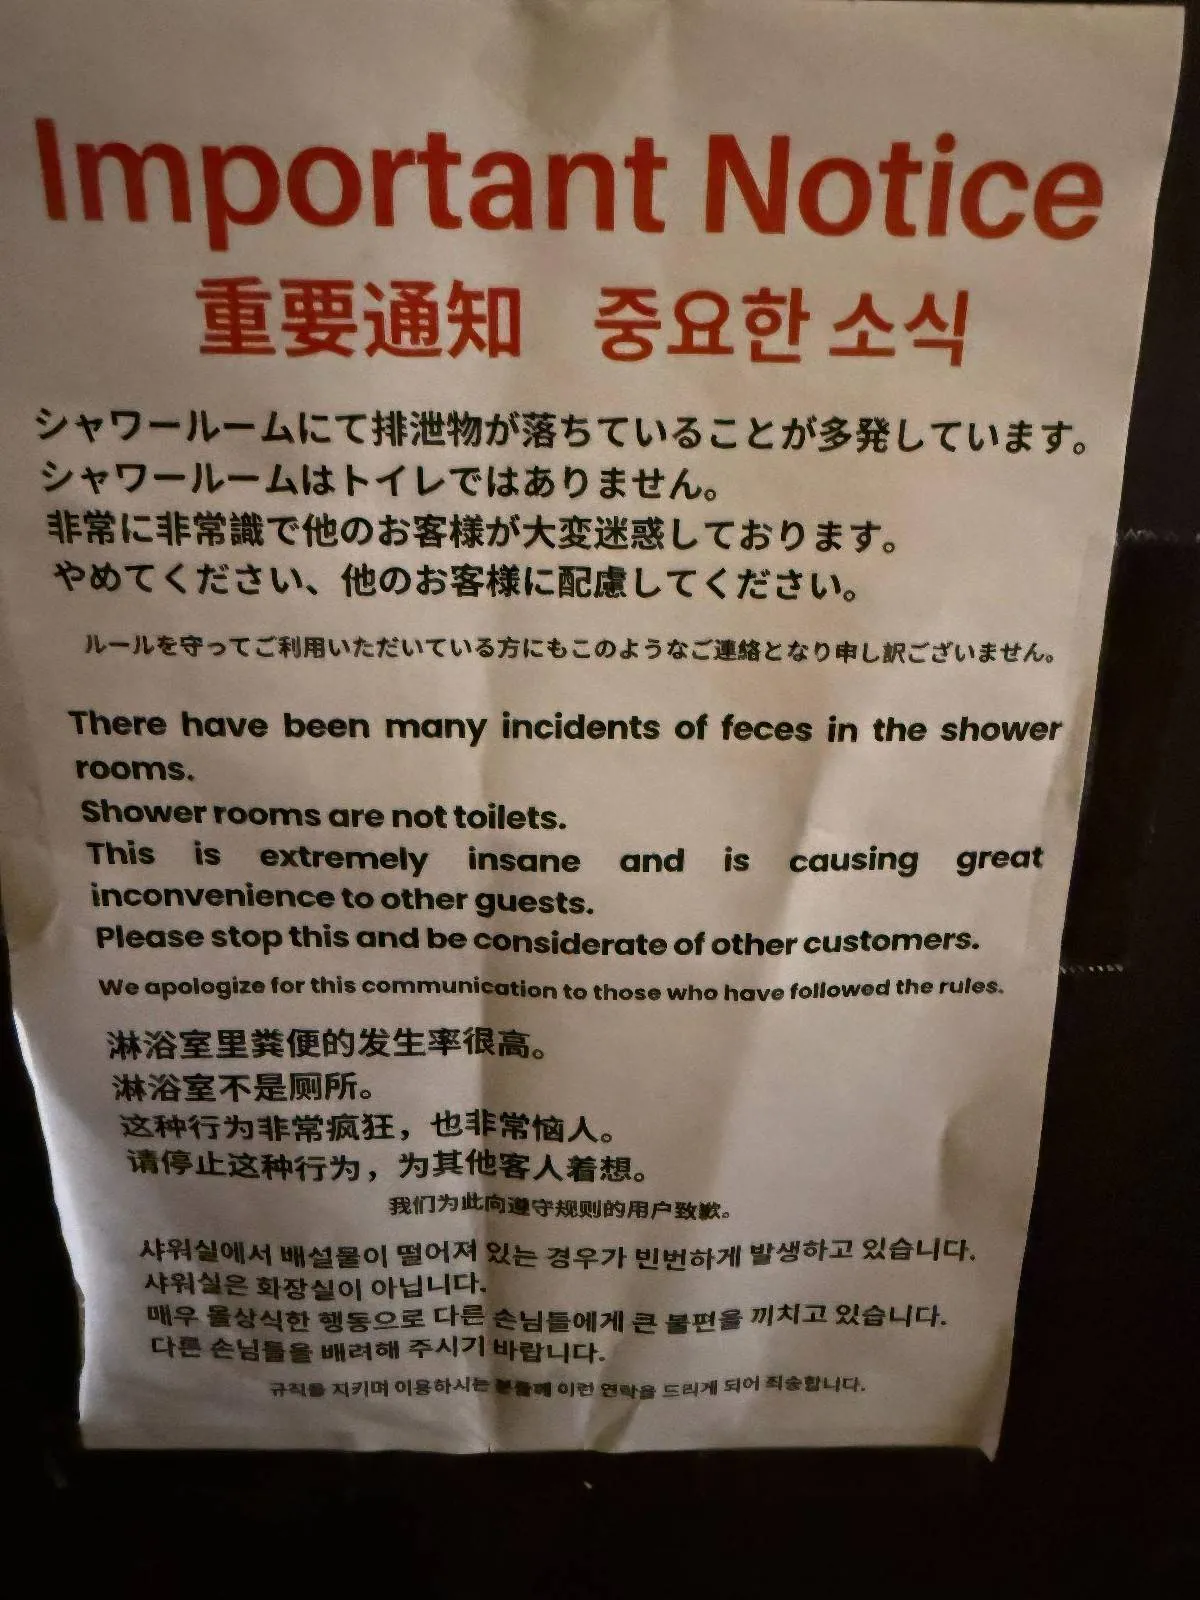 Important Notice
重要通知 중요한 소식
シャワールームにて排泄物が落ちていることが多発しています。
シャワールームはトイレではありません。
非常に非常識で他のお客様が大変迷惑しております。
やめてください、他のお客様に配慮してください。
ルールを守ってご利用いただいている方にもこのようなご連絡となり申し訳ございません。
There have been many incidents of feces in the shower
rooms.
Shower rooms are not toilets.
This is extremely insane and is causing great
inconvenience to other guests.
Please stop this and be considerate of other customers.
We apologize for this communication to those who have followed the rules.
淋浴室里粪便的发生率很高。
淋浴室不是厕所。
这种行为非常疯狂，也非常恼人。
请停止这种行为，为其他客人着想。
我们为此向遵守规则的用户致歉。
샤워실에서 배설물이 떨어져 있는 경우가 빈번하게 발생하고 있습니다.
샤워실은 화장실이 아닙니다.
매우 몰상식한 행동으로 다른 손님들에게 큰 불편을 끼치고 있습니다.
다른 손님들을 배려해 주시기 바랍니다.
규칙을 지키며 이용하시는 분들께 이런 연락을 드리게 되어 죄송합니다.